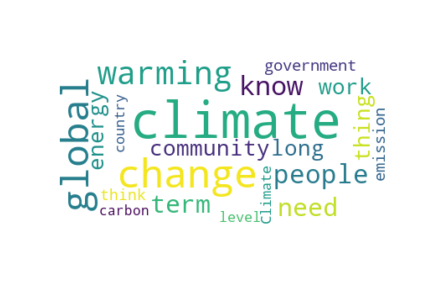 government
warming
know
work
global
energy
country
climate
thing
emission
community
long
change
people
think
term
carbon
level
Climate
need